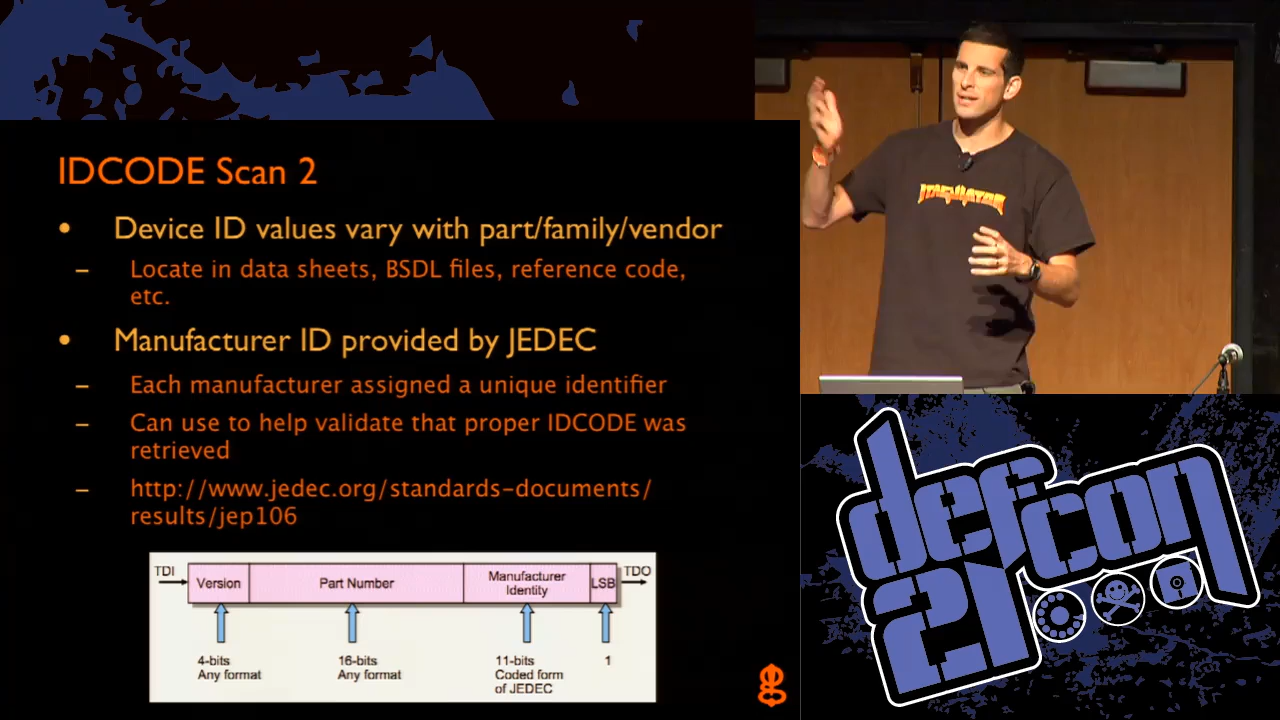 IDCODE Scan 2
• Device ID values vary with part/family/vendor
– Locate in data sheets, BSDL files, reference code,
etc.
• Manufacturer ID provided by JEDEC
– Each manufacturer assigned a unique identifier
– Can use to help validate that proper IDCODE was
retrieved
– http://www.jedec.org/standards-documents/
results/jep106
TDI
Version
Part Number
Manufacturer
Identity
LSB
TDO
4-bits
Any format
16-bits
Any format
11-bits
Coded form
of JEDEC
1
JTAGULATOR
defcon
21